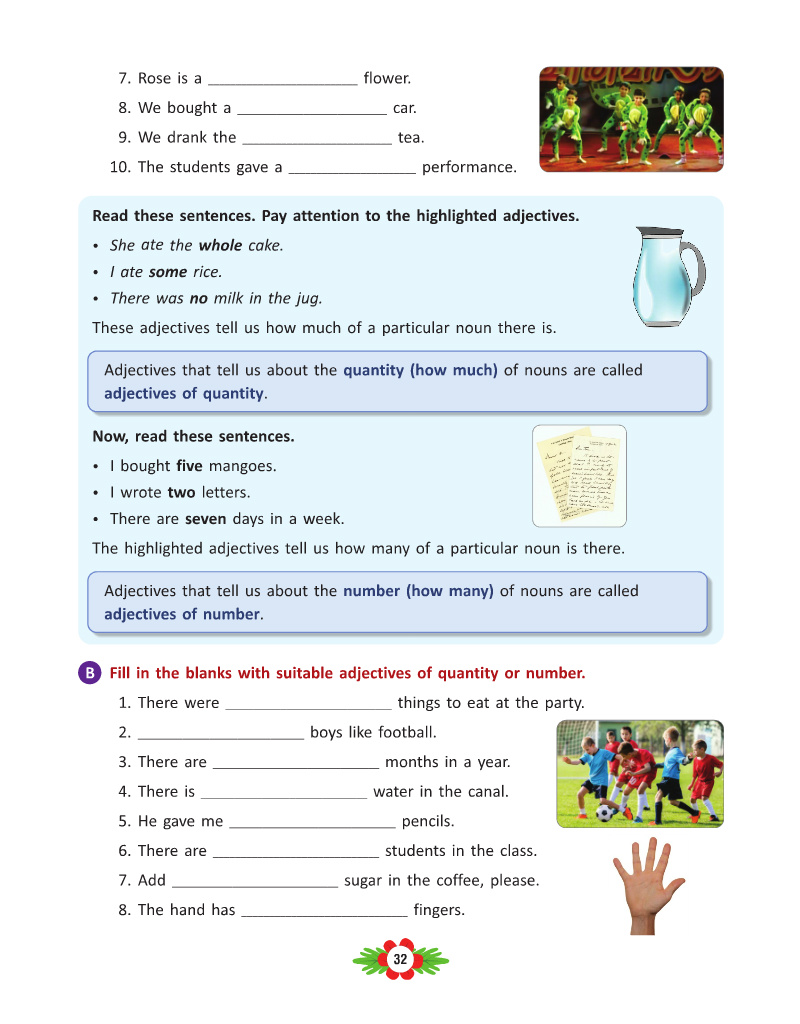 7. Rose is a ____________________ flower.
8. We bought a ____________________ car.
9. We drank the ____________________ tea.
10. The students gave a _________________ performance.
Read these sentences. Pay attention to the highlighted adjectives.
• She ate the whole cake.
• I ate some rice.
• There was no milk in the jug.
These adjectives tell us how much of a particular noun there is.
Adjectives that tell us about the quantity (how much) of nouns are called
adjectives of quantity.
Now, read these sentences.
• I bought five mangoes.
• I wrote two letters.
• There are seven days in a week.
The highlighted adjectives tell us how many of a particular noun is there.
Adjectives that tell us about the number (how many) of nouns are called
adjectives of number.
B Fill in the blanks with suitable adjectives of quantity or number.
1. There were ______________________ things to eat at the party.
2. ______________________ boys like football.
3. There are ______________________ months in a year.
4. There is ______________________ water in the canal.
5. He gave me ______________________ pencils.
6. There are ______________________ students in the class.
7. Add ______________________ sugar in the coffee, please.
8. The hand has ______________________ fingers.
32